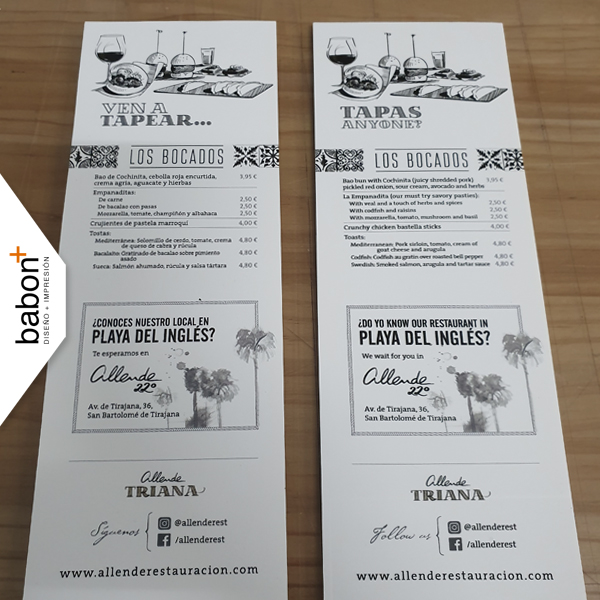 VEN A
TAPEAR...
LOS BOCADOS
Bao de Cochinita, cebolla roja encurtida, 3,95 €
crema agria, aguacate y hierbas
Empanaditas:
De carne 2,50 €
De bacalao con pasas 2,50 €
Mozzarella, tomate, champiñón y albahaca 2,50 €
Crujientes de pastela marroquí 4,00 €
Tostas:
Mediterránea: Solomillo de cerdo, tomate, crema 4,80 €
de queso de cabra y rúcula
Bacalaíto: Gratinado de bacalao sobre pimiento 4,80 €
asado
Sueca: Salmón ahumado, rúcula y salsa tártara 4,80 €
¿CONOCES NUESTRO LOCAL EN
PLAYA DEL INGLÉS?
Te esperamos en
Allende
22º
Av. de Tirajana, 36,
San Bartolomé de Tirajana
Allende
TRIANA
Síguenos
@allenderest
/allenderest
www.allenderestauracion.com
TAPAS
ANYONE?
LOS BOCADOS
Bao bun with Cochinita (juicy shredded pork) 3,95 €
pickled red onion, sour cream, avocado and herbs
La Empanadita (our must try savory pasties):
With veal and a touch of herbs and spices 2,50 €
With codfish and raisins 2,50 €
With mozzarella, tomato, mushroom and basil 2,50 €
Crunchy chicken bastella sticks 4,00 €
Toasts:
Mediterranean: Pork sirloin, tomato, cream of 4,80 €
goat cheese and arugula
Codfish: Codfish au gratin over roasted bell pepper 4,80 €
Swedish: Smoked salmon, arugula and tartar sauce 4,80 €
¿DO YO KNOW OUR RESTAURANT IN
PLAYA DEL INGLÉS?
We wait for you in
Allende
22º
Av. de Tirajana, 36,
San Bartolomé de Tirajana
Allende
TRIANA
Follow us
@allenderest
/allenderest
www.allenderestauracion.com
babon+
DISEÑO + IMPRESIÓN